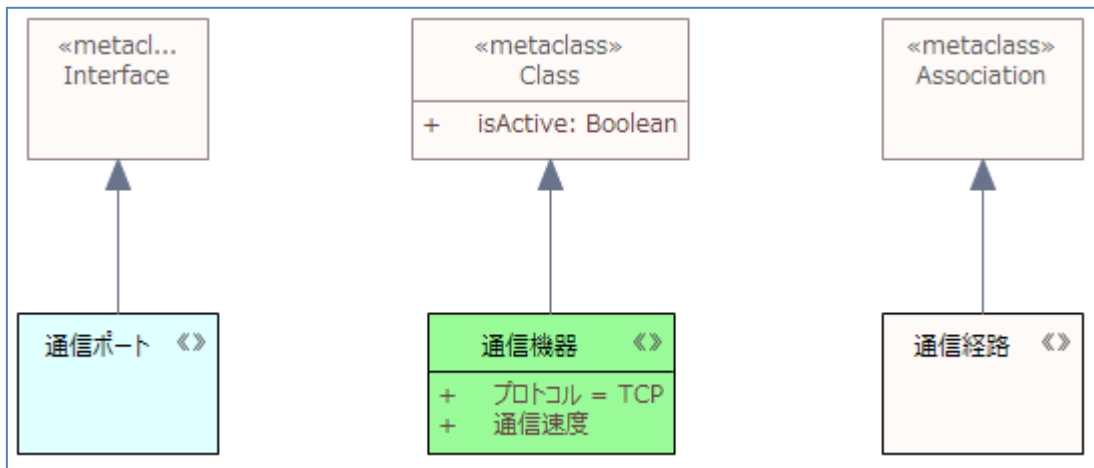 «metacl...
Interface
«metaclass»
Class
+ isActive: Boolean
«metaclass»
Association
通信ポート 《》
通信機器 《》
+ プロトコル = TCP
+ 通信速度
通信経路 《》